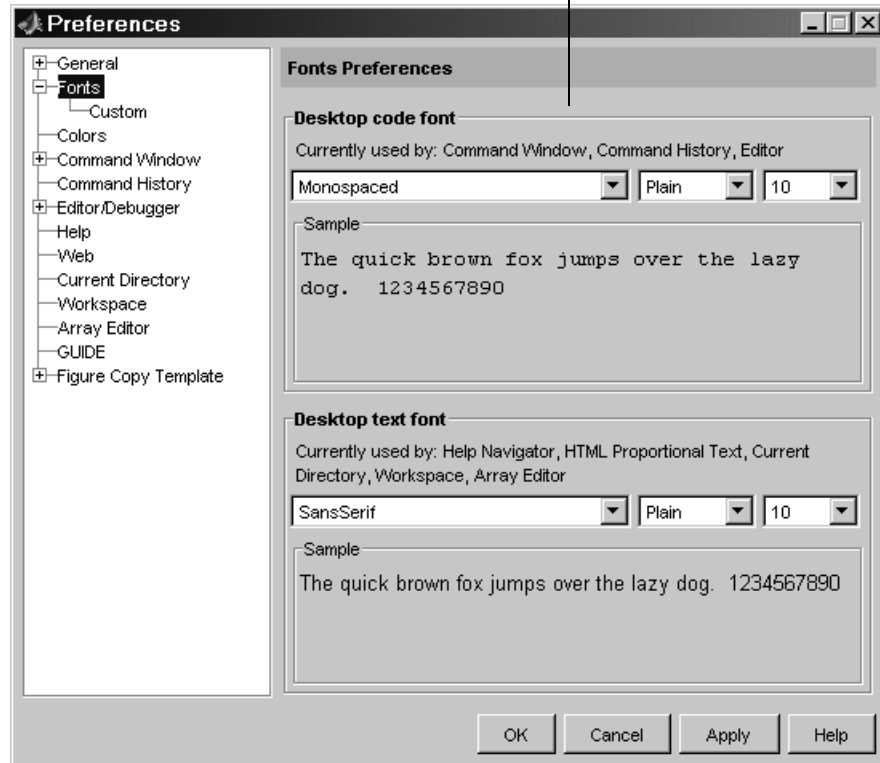 Preferences
General
Fonts
Custom
Colors
Command Window
Command History
Editor/Debugger
Help
Web
Current Directory
Workspace
Array Editor
GUIDE
Figure Copy Template
Fonts Preferences
Desktop code font
Currently used by: Command Window, Command History, Editor
Monospaced Plain 10
Sample
The quick brown fox jumps over the lazy
dog. 1234567890
Desktop text font
Currently used by: Help Navigator, HTML Proportional Text, Current
Directory, Workspace, Array Editor
SansSerif Plain 10
Sample
The quick brown fox jumps over the lazy dog. 1234567890
OK Cancel Apply Help